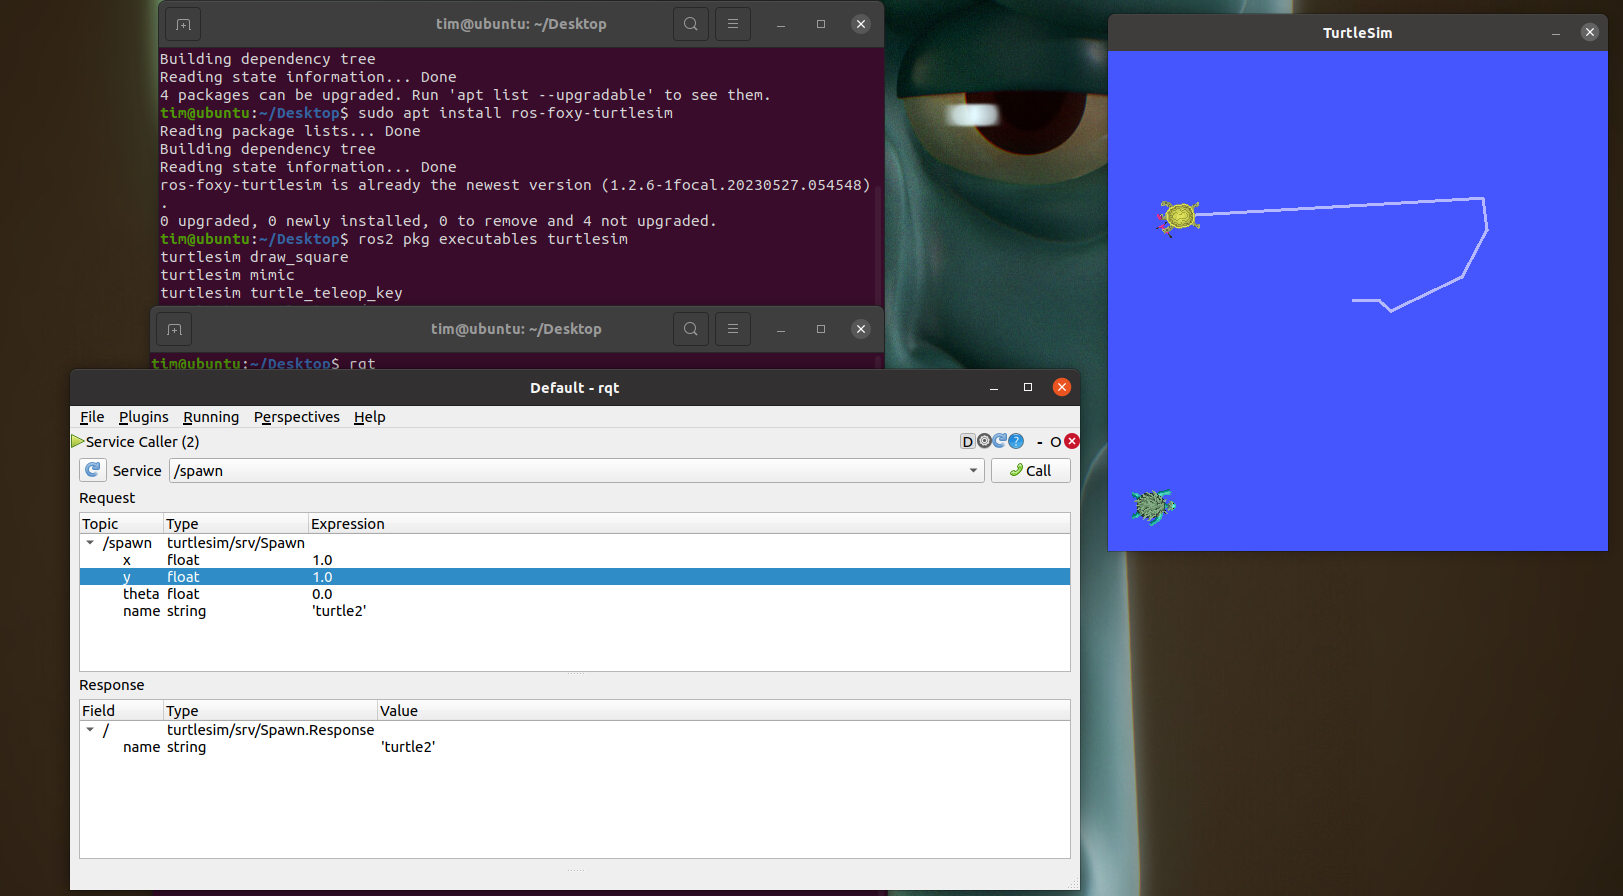 tim@ubuntu: ~/Desktop
Building dependency tree
Reading state information... Done
4 packages can be upgraded. Run 'apt list --upgradable' to see them.
tim@ubuntu:~/Desktop$ sudo apt install ros-foxy-turtlesim
Reading package lists... Done
Building dependency tree
Reading state information... Done
ros-foxy-turtlesim is already the newest version (1.2.6-1focal.20230527.054548)
.
0 upgraded, 0 newly installed, 0 to remove and 4 not upgraded.
tim@ubuntu:~/Desktop$ ros2 pkg executables turtlesim
turtlesim draw_square
turtlesim mimic
turtlesim turtle_teleop_key
tim@ubuntu: ~/Desktop
tim@ubuntu:~/Desktop$ rqt
Default - rqt
File Plugins Running Perspectives Help
Service Caller (2) D ? - O
Service /spawn Call
Request
Topic Type Expression
/spawn turtlesim/srv/Spawn
x float 1.0
y float 1.0
theta float 0.0
name string 'turtle2'
Response
Field Type Value
/ turtlesim/srv/Spawn.Response
name string 'turtle2'
TurtleSim